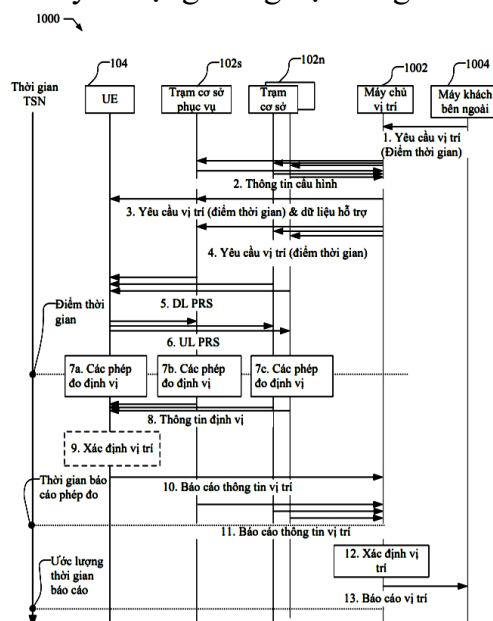 1000
Thời gian
TSN
104
UE
102s
Trạm cơ sở
phục vụ
102n
Trạm
cơ sở
1002
Máy chủ
vị trí
1004
Máy khách
bên ngoài
1. Yêu cầu vị trí
(Điểm thời gian)
2. Thông tin cấu hình
3. Yêu cầu vị trí (điểm thời gian) & dữ liệu hỗ trợ
4. Yêu cầu vị trí (điểm thời gian)
5. DL PRS
6. UL PRS
Điểm thời
gian
7a. Các phép
đo định vị
7b. Các phép
đo định vị
7c. Các phép
đo định vị
8. Thông tin định vị
9. Xác định vị trí
10. Báo cáo thông tin vị trí
Thời gian báo
cáo phép đo
11. Báo cáo thông tin vị trí
12. Xác định vị
trí
13. Báo cáo vị trí
Ước lượng
thời gian
báo cáo